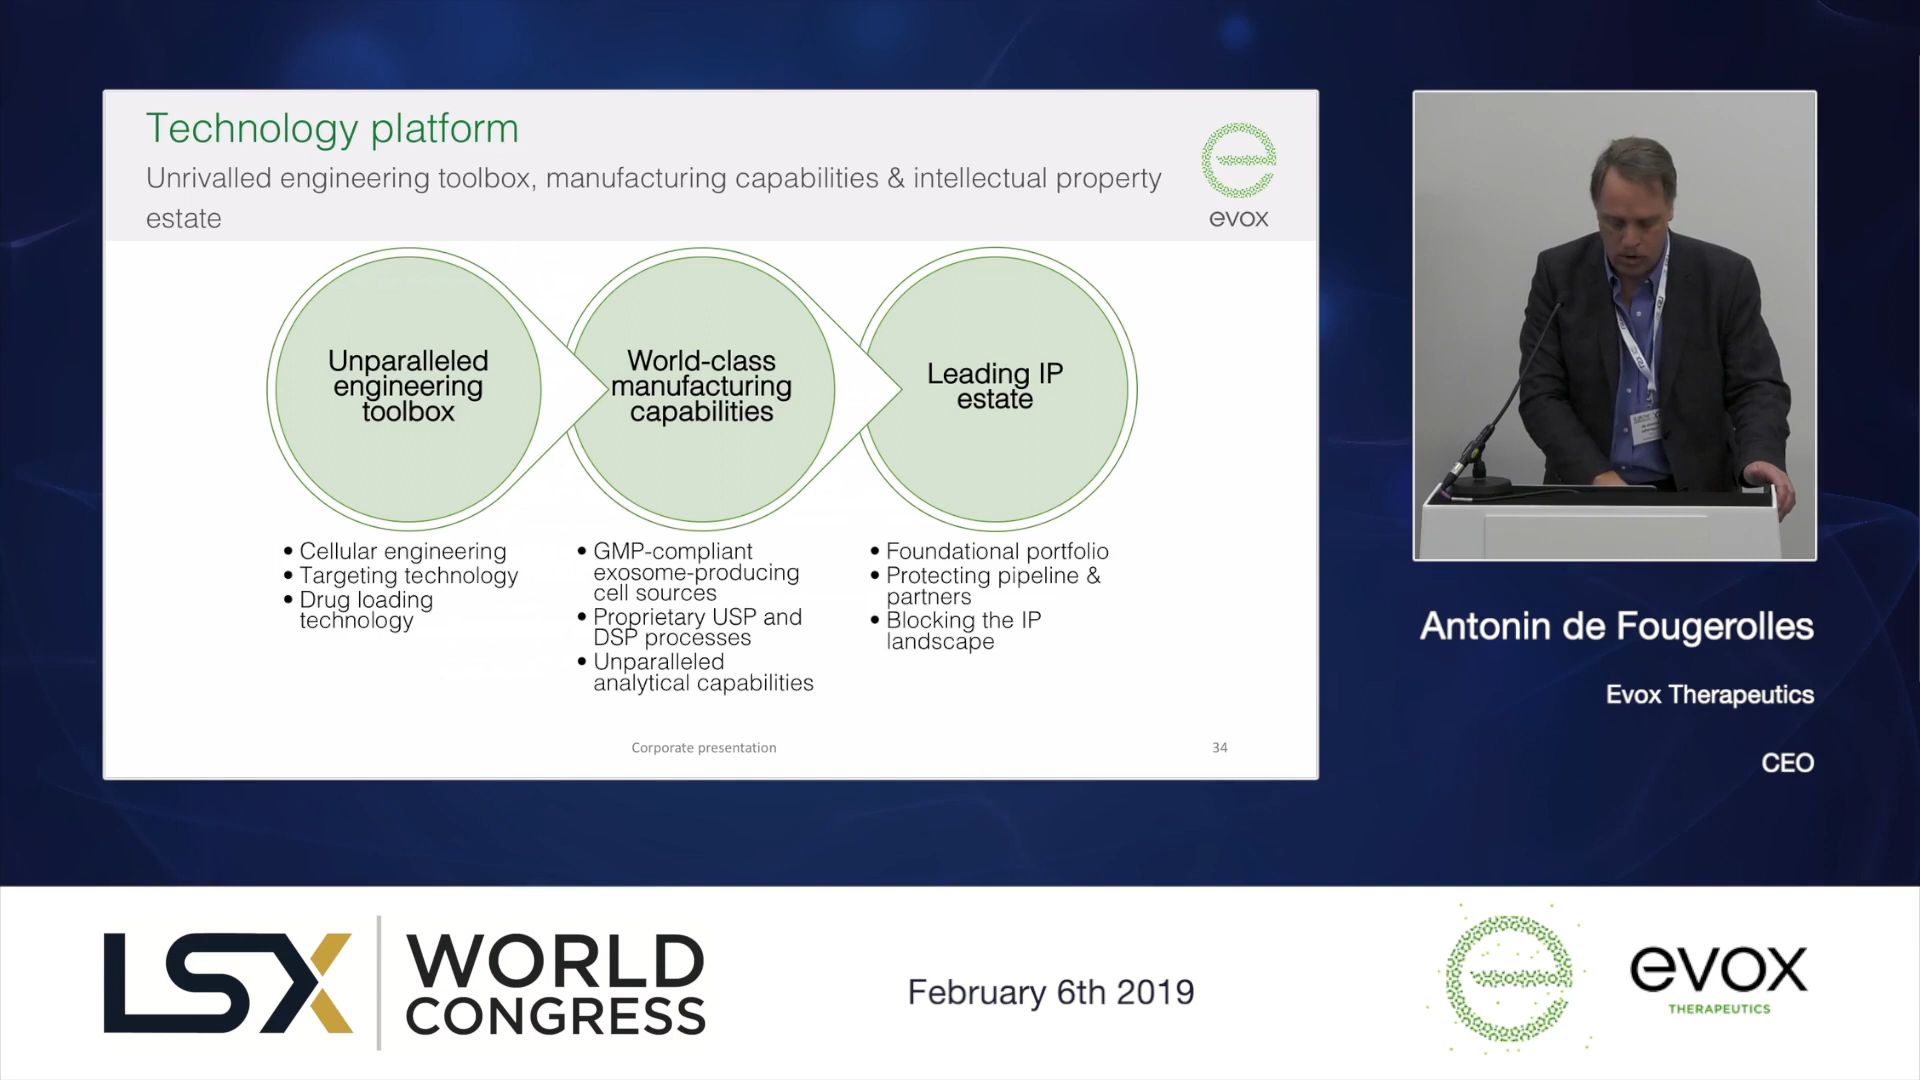 Technology platform
Unrivalled engineering toolbox, manufacturing capabilities & intellectual property
estate
evox
Unparalleled
engineering
toolbox
World-class
manufacturing
capabilities
Leading IP
estate
• Cellular engineering
• Targeting technology
• Drug loading
technology
• GMP-compliant
exosome-producing
cell sources
• Proprietary USP and
DSP processes
• Unparalleled
analytical capabilities
• Foundational portfolio
• Protecting pipeline &
partners
• Blocking the IP
landscape
Corporate presentation
34
Antonin de Fougerolles
Evox Therapeutics
CEO
LSX
WORLD
CONGRESS
February 6th 2019
evox
THERAPEUTICS